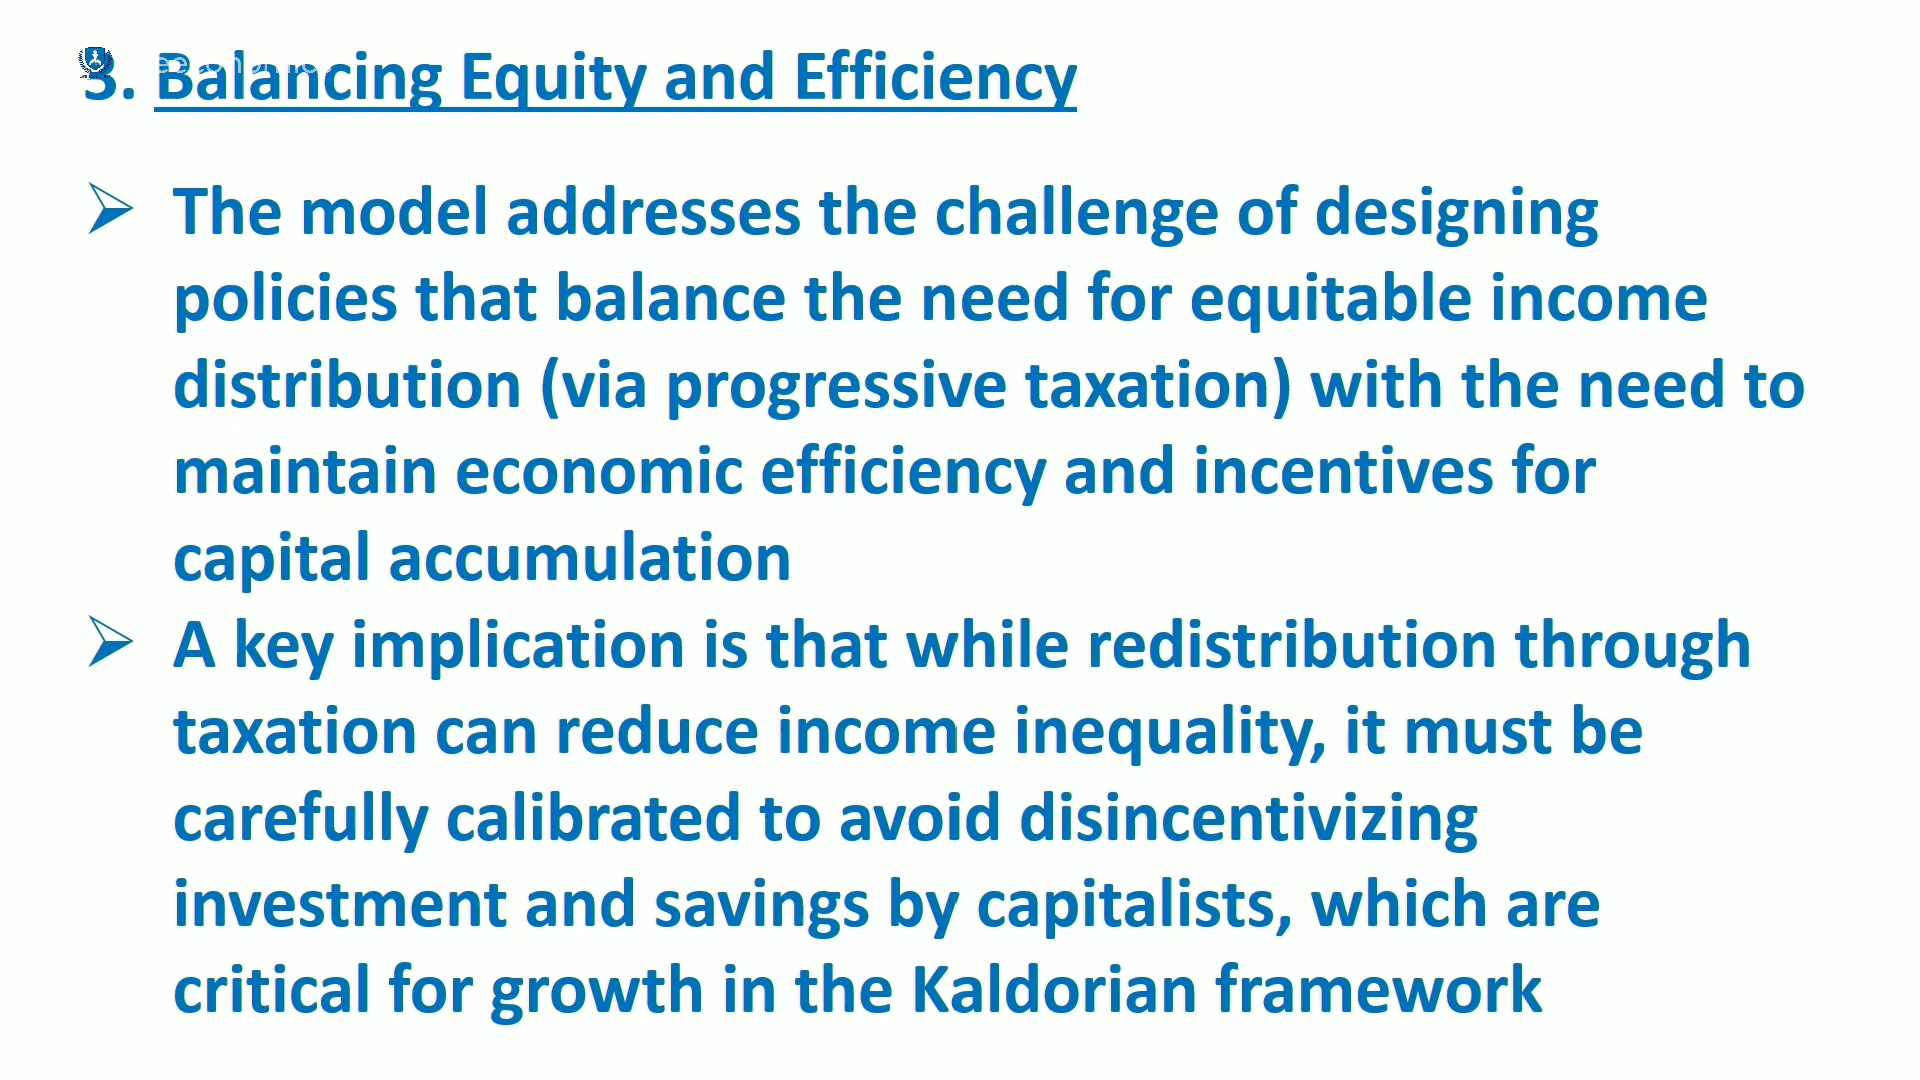 3. Balancing Equity and Efficiency
➢ The model addresses the challenge of designing
policies that balance the need for equitable income
distribution (via progressive taxation) with the need to
maintain economic efficiency and incentives for
capital accumulation
➢ A key implication is that while redistribution through
taxation can reduce income inequality, it must be
carefully calibrated to avoid disincentivizing
investment and savings by capitalists, which are
critical for growth in the Kaldorian framework